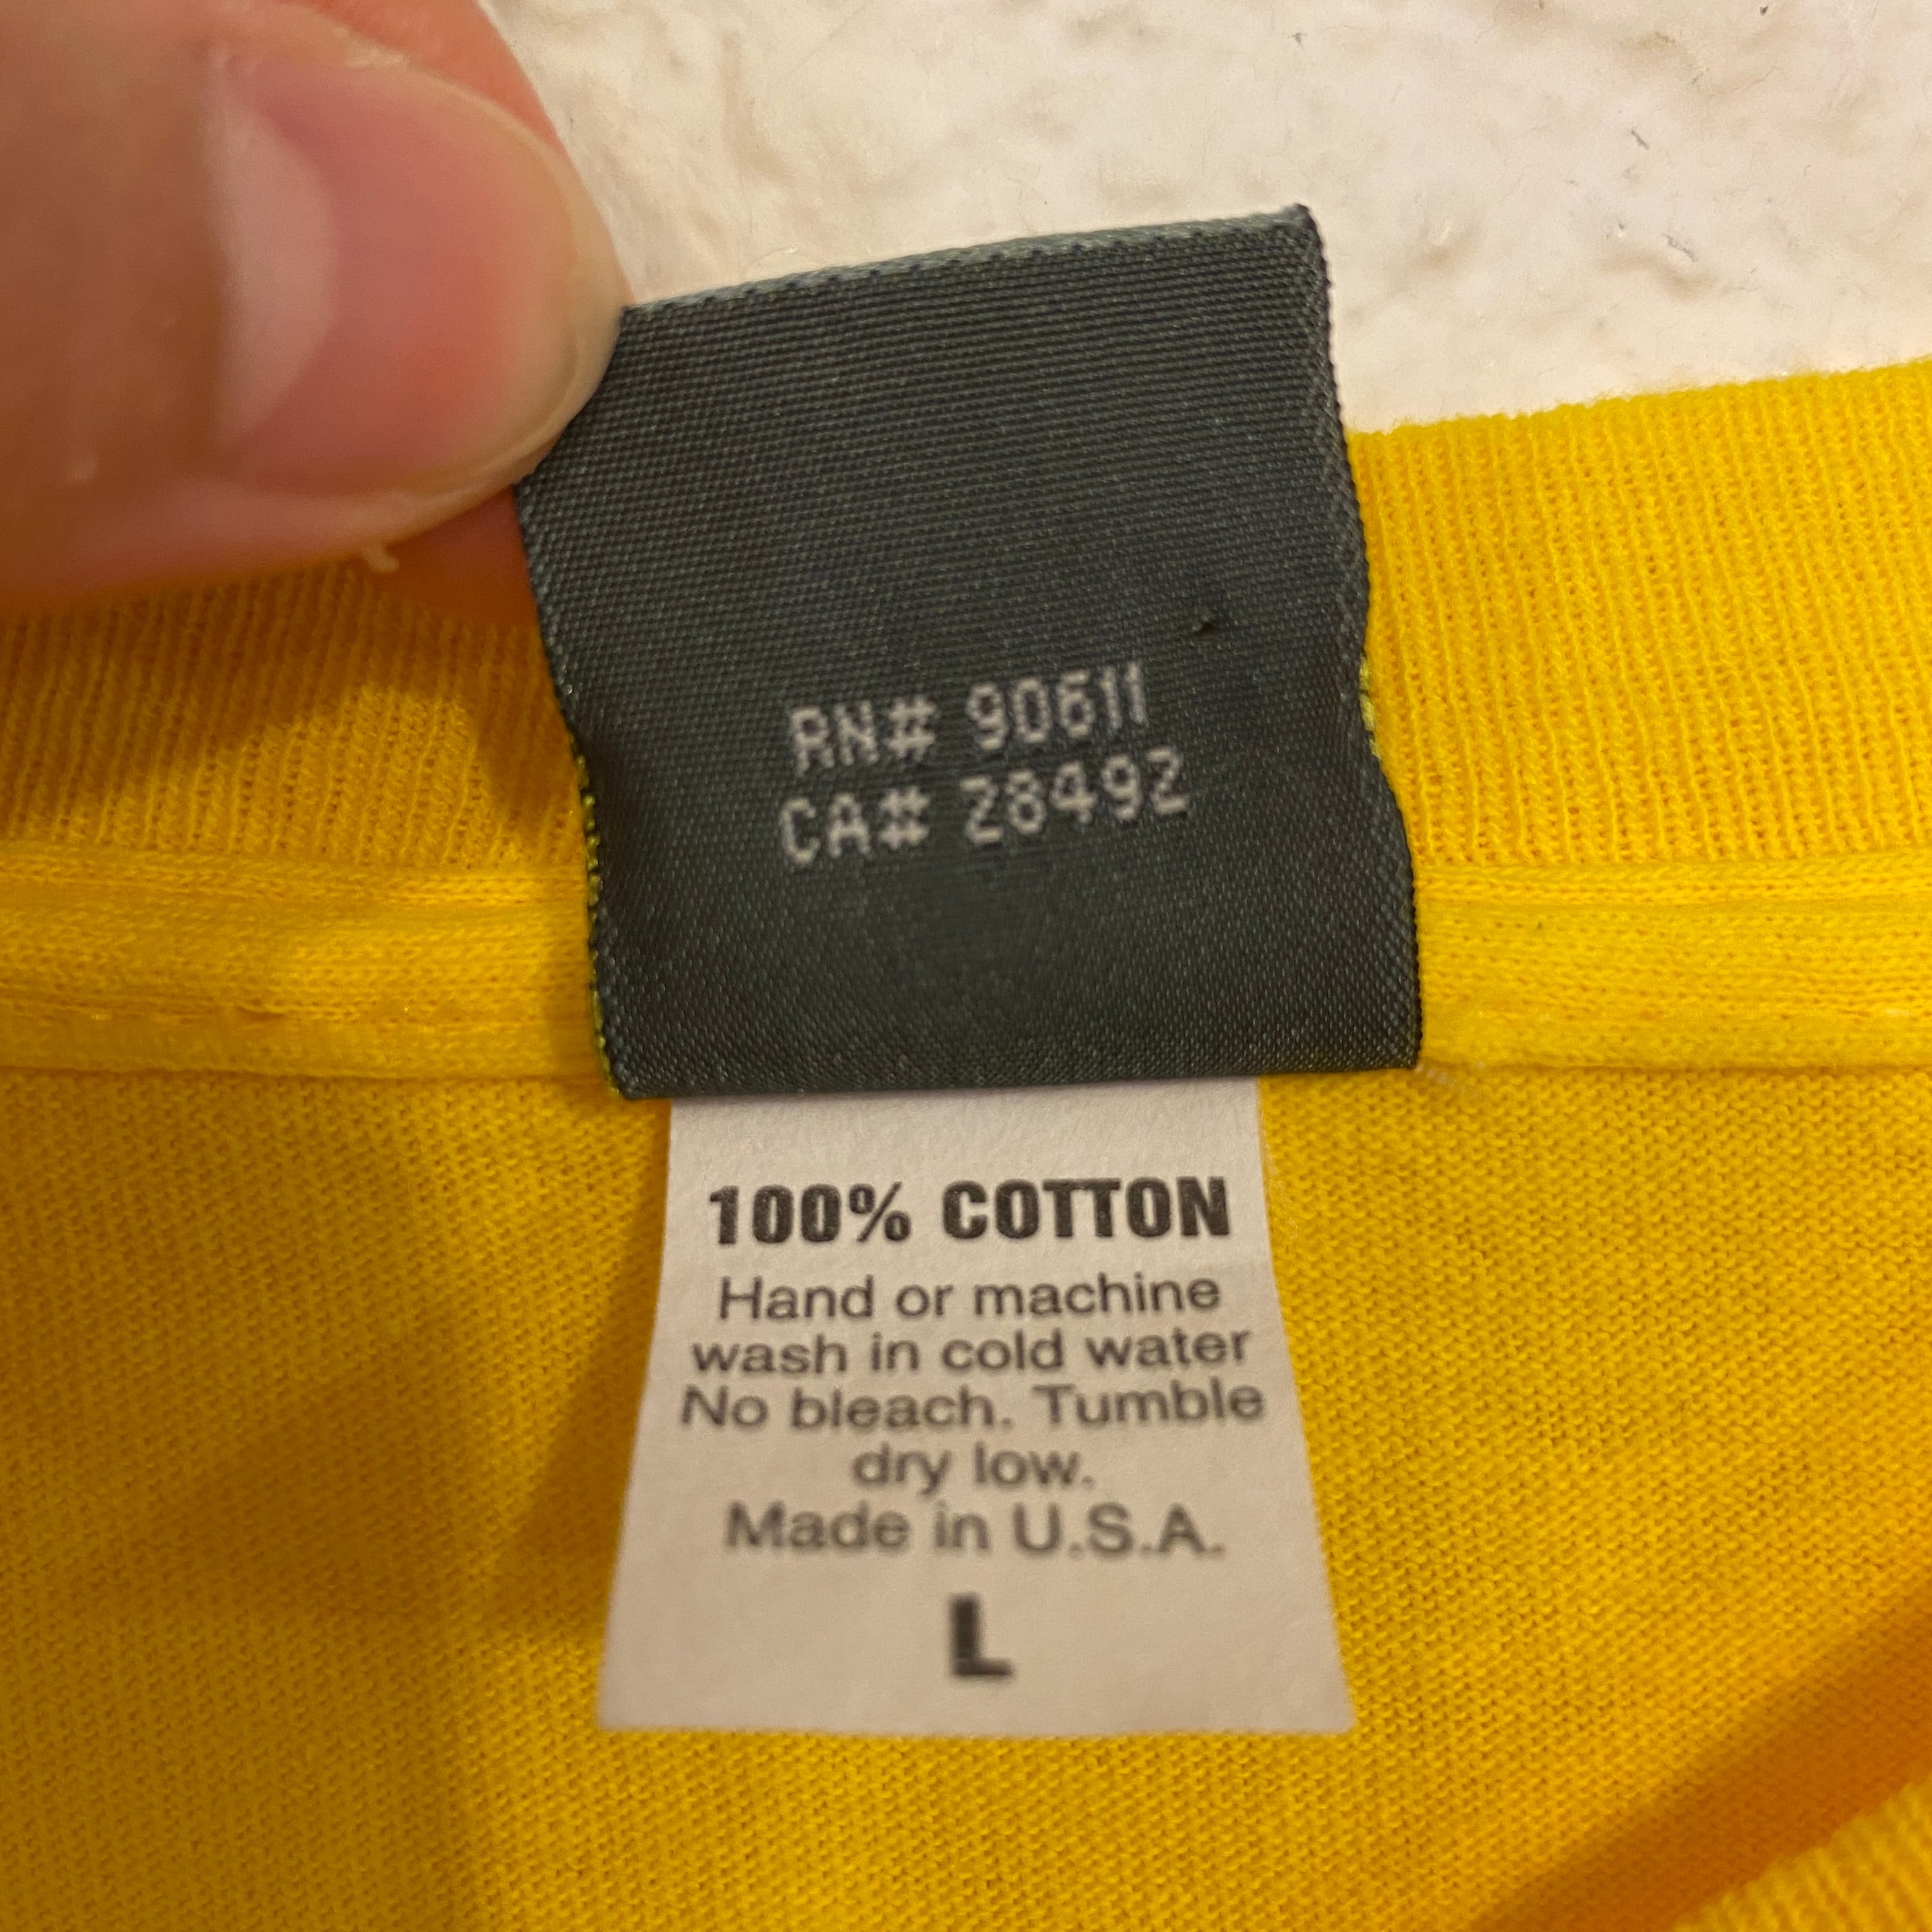 RN# 90611
CA# 28492
100% COTTON
Hand or machine
wash in cold water
No bleach. Tumble
dry low.
Made in U.S.A.
L